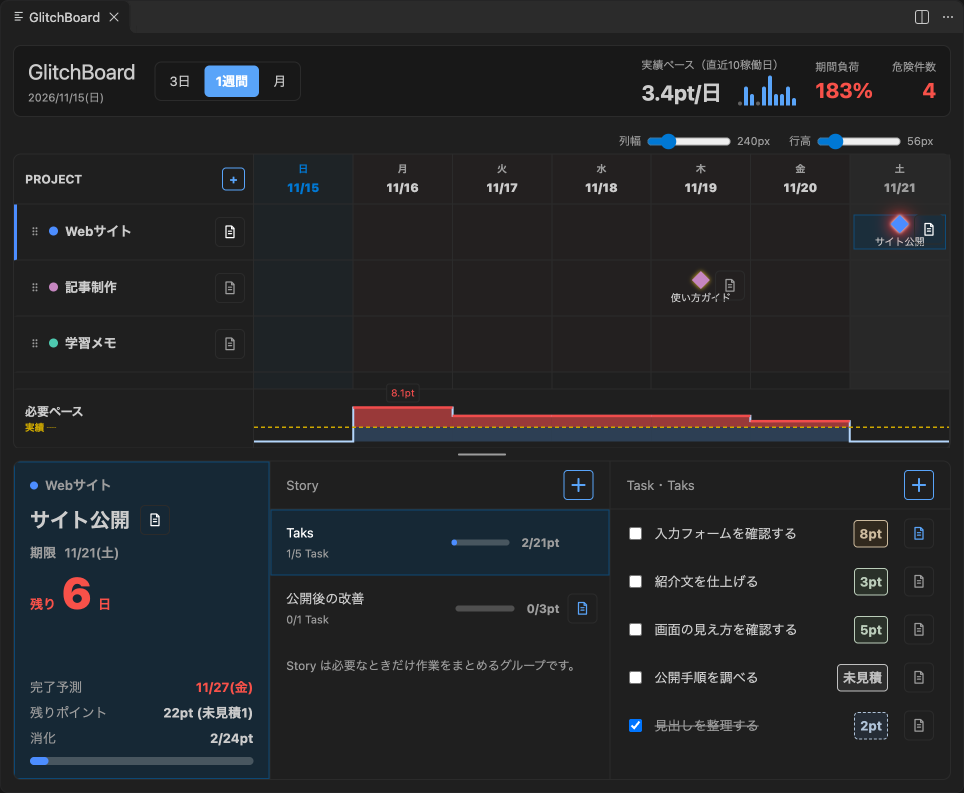 GlitchBoard
GlitchBoard
2026/11/15(日)
3日 1週間 月
実績ペース（直近10稼働日）
3.4pt/日
期間負荷
183%
危険件数
4
列幅 240px 行高 56px
PROJECT
+
日 月 火 水 木 金 土
11/15 11/16 11/17 11/18 11/19 11/20 11/21
Webサイト
サイト公開
記事制作
使い方ガイド
学習メモ
必要ペース
実績
8.1pt
Webサイト
サイト公開
期限 11/21(土)
残り 6 日
完了予測 11/27(金)
残りポイント 22pt (未見積1)
消化 2/24pt
Story
+
Taks
1/5 Task
2/21pt
公開後の改善
0/1 Task
0/3pt
Story は必要なときだけ作業をまとめるグループです。
Task・Taks
+
入力フォームを確認する 8pt
紹介文を仕上げる 3pt
画面の見え方を確認する 5pt
公開手順を調べる 未見積
見出しを整理する 2pt